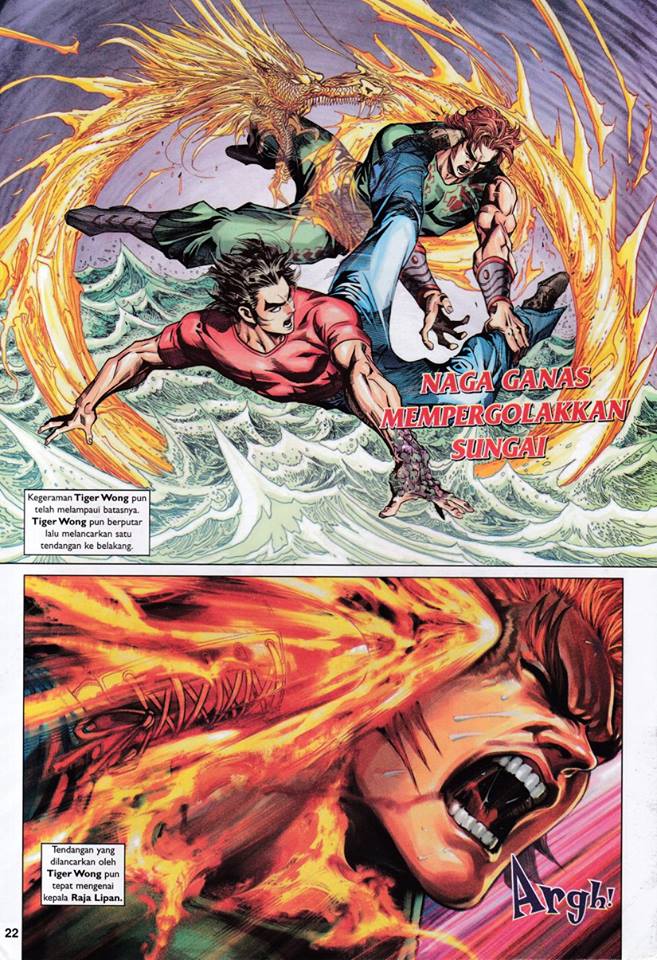 NAGA GANAS
MEMPERGOLAKKAN
SUNGAI
Kegeraman Tiger Wong pun
telah melampaui batasnya.
Tiger Wong pun berputar
lalu melancarkan satu
tendangan ke belakang.
Tendangan yang
dilancarkan oleh
Tiger Wong pun
tepat mengenai
kepala Raja Lipan.
Argh!
22